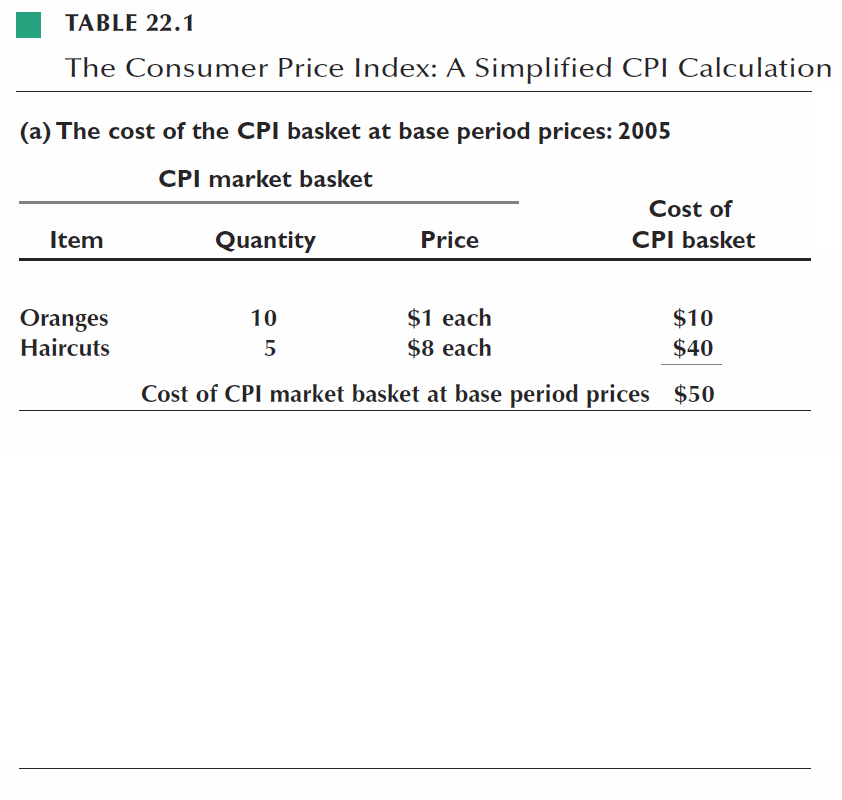 TABLE 22.1
The Consumer Price Index: A Simplified CPI Calculation
(a) The cost of the CPI basket at base period prices: 2005
CPI market basket
Cost of
Item Quantity Price CPI basket
Oranges 10 $1 each $10
Haircuts 5 $8 each $40
Cost of CPI market basket at base period prices $50